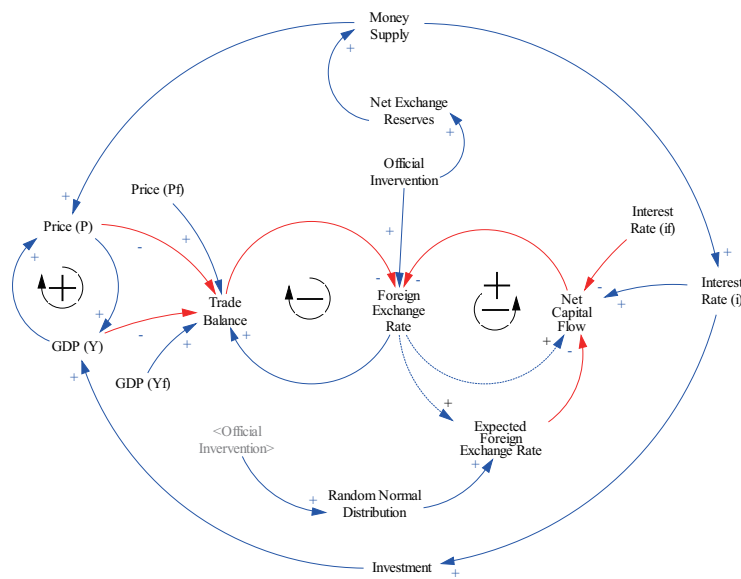 Money
Supply
+
Net Exchange
Reserves
+
Official
Invervention
+
Price (Pf)
+
Interest
Rate (if)
-
Price (P)
+
-
+
+
GDP (Y)
+
-
Trade
Balance
+
GDP (Yf)
+
-
-
Foreign
Exchange
Rate
-
Net
Capital
Flow
+
-
+
Interest
Rate (i)
+
+
−
−
+
+
Expected
Foreign
Exchange Rate
+
<Official
Invervention>
+
Random Normal
Distribution
Investment
+